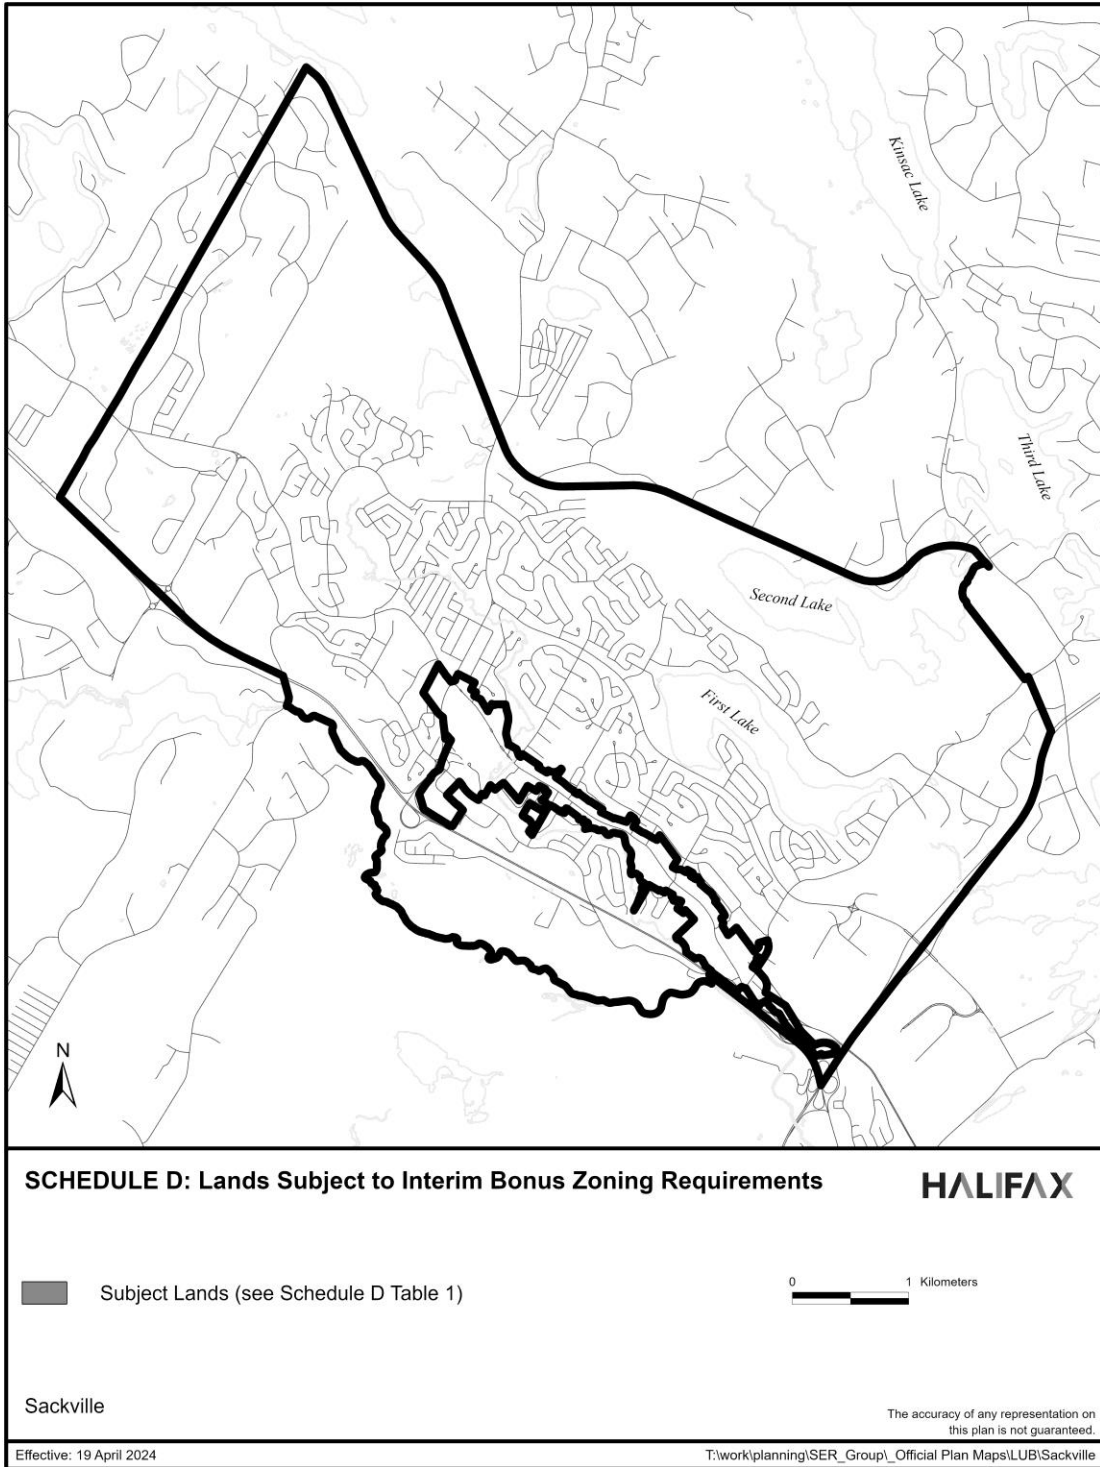 Kinsac Lake
Third Lake
Second Lake
First Lake
N
SCHEDULE D: Lands Subject to Interim Bonus Zoning Requirements
HALIFAX
Subject Lands (see Schedule D Table 1)
0 1 Kilometers
Sackville
The accuracy of any representation on
this plan is not guaranteed.
Effective: 19 April 2024
T:\work\planning\SER_Group\_Official Plan Maps\LUB\Sackville